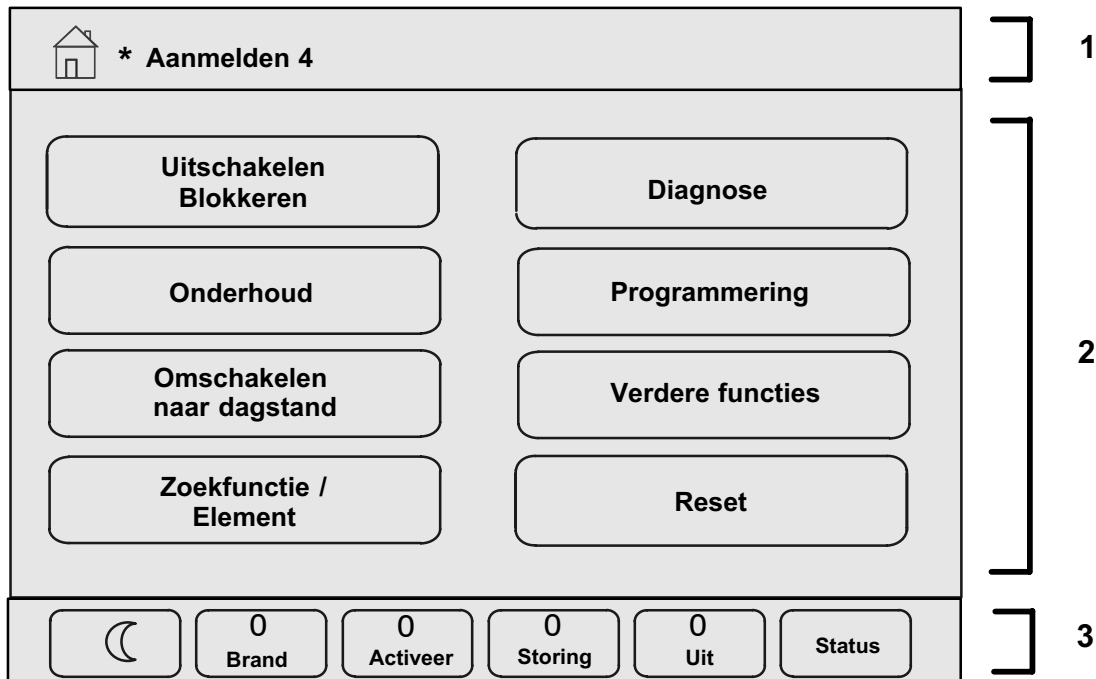 * Aanmelden 4
1
Uitschakelen
Blokkeren
Diagnose
Onderhoud
Programmering
Omschakelen
naar dagstand
Verdere functies
Zoekfunctie /
Element
Reset
2
0
Brand
0
Activeer
0
Storing
0
Uit
Status
3